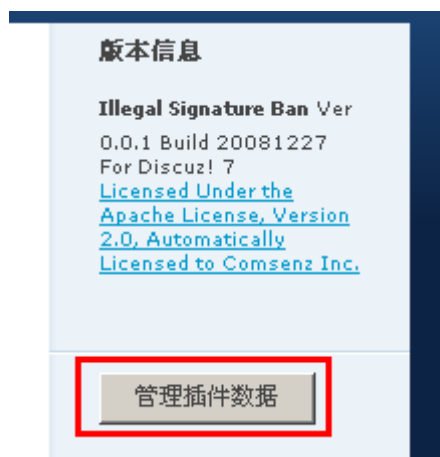 版本信息
Illegal Signature Ban Ver
0.0.1 Build 20081227
For Discuz! 7
Licensed Under the
Apache License, Version
2.0, Automatically
Licensed to Comsenz Inc.
管理插件数据